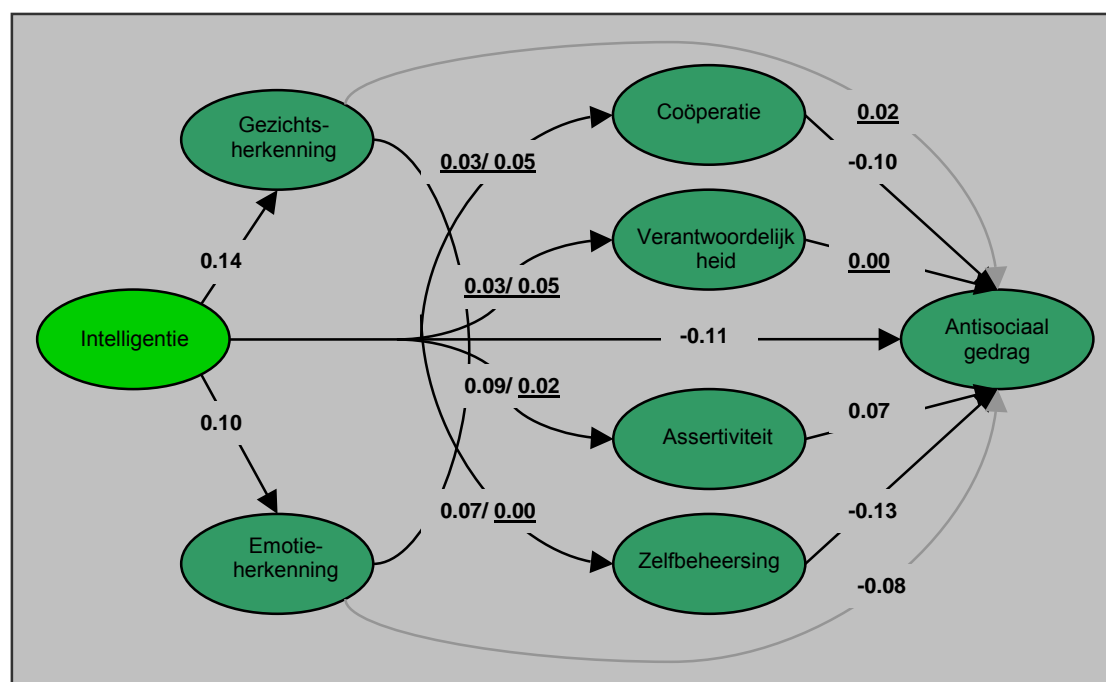 Gezichts-
herkenning
Coöperatie
0.02
0.03/ 0.05
-0.10
Verantwoordelijk
heid
0.14
0.03/ 0.05
0.00
Intelligentie
-0.11
Antisociaal
gedrag
0.09/ 0.02
0.10
Assertiviteit
0.07
0.07/ 0.00
-0.13
Emotie-
herkenning
Zelfbeheersing
-0.08